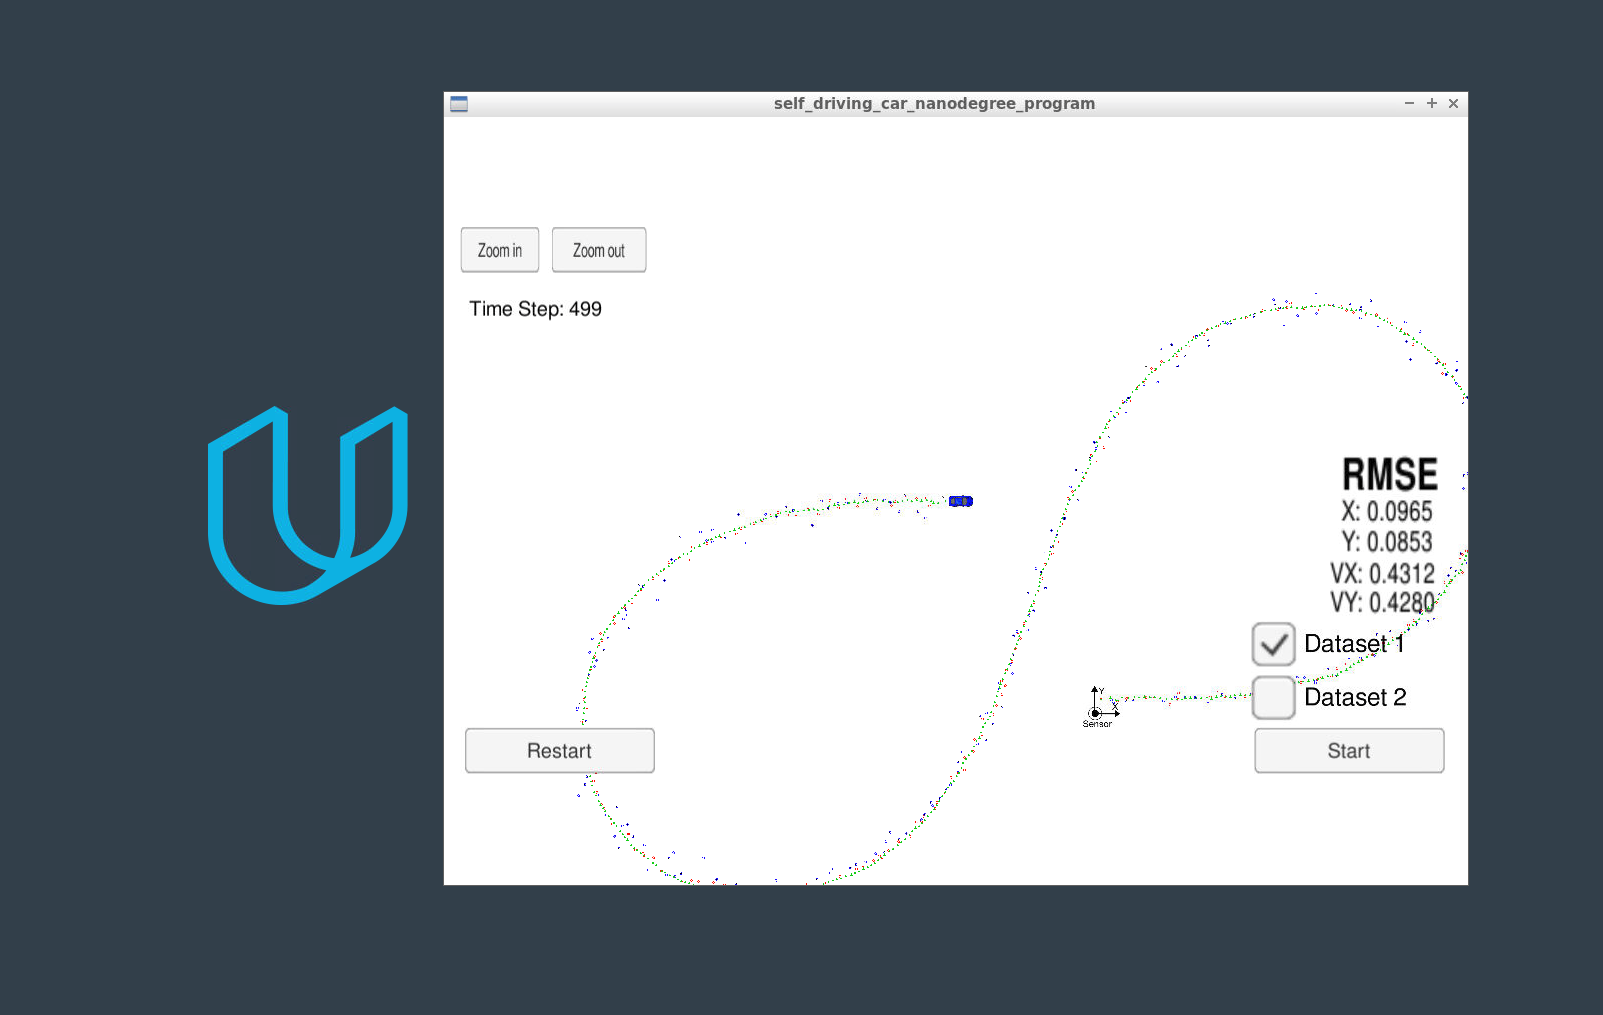 self_driving_car_nanodegree_program
Zoom in
Zoom out
Time Step: 499
RMSE
X: 0.0965
Y: 0.0853
VX: 0.4312
VY: 0.4280
Dataset 1
Dataset 2
Y
X
Sensor
Restart
Start